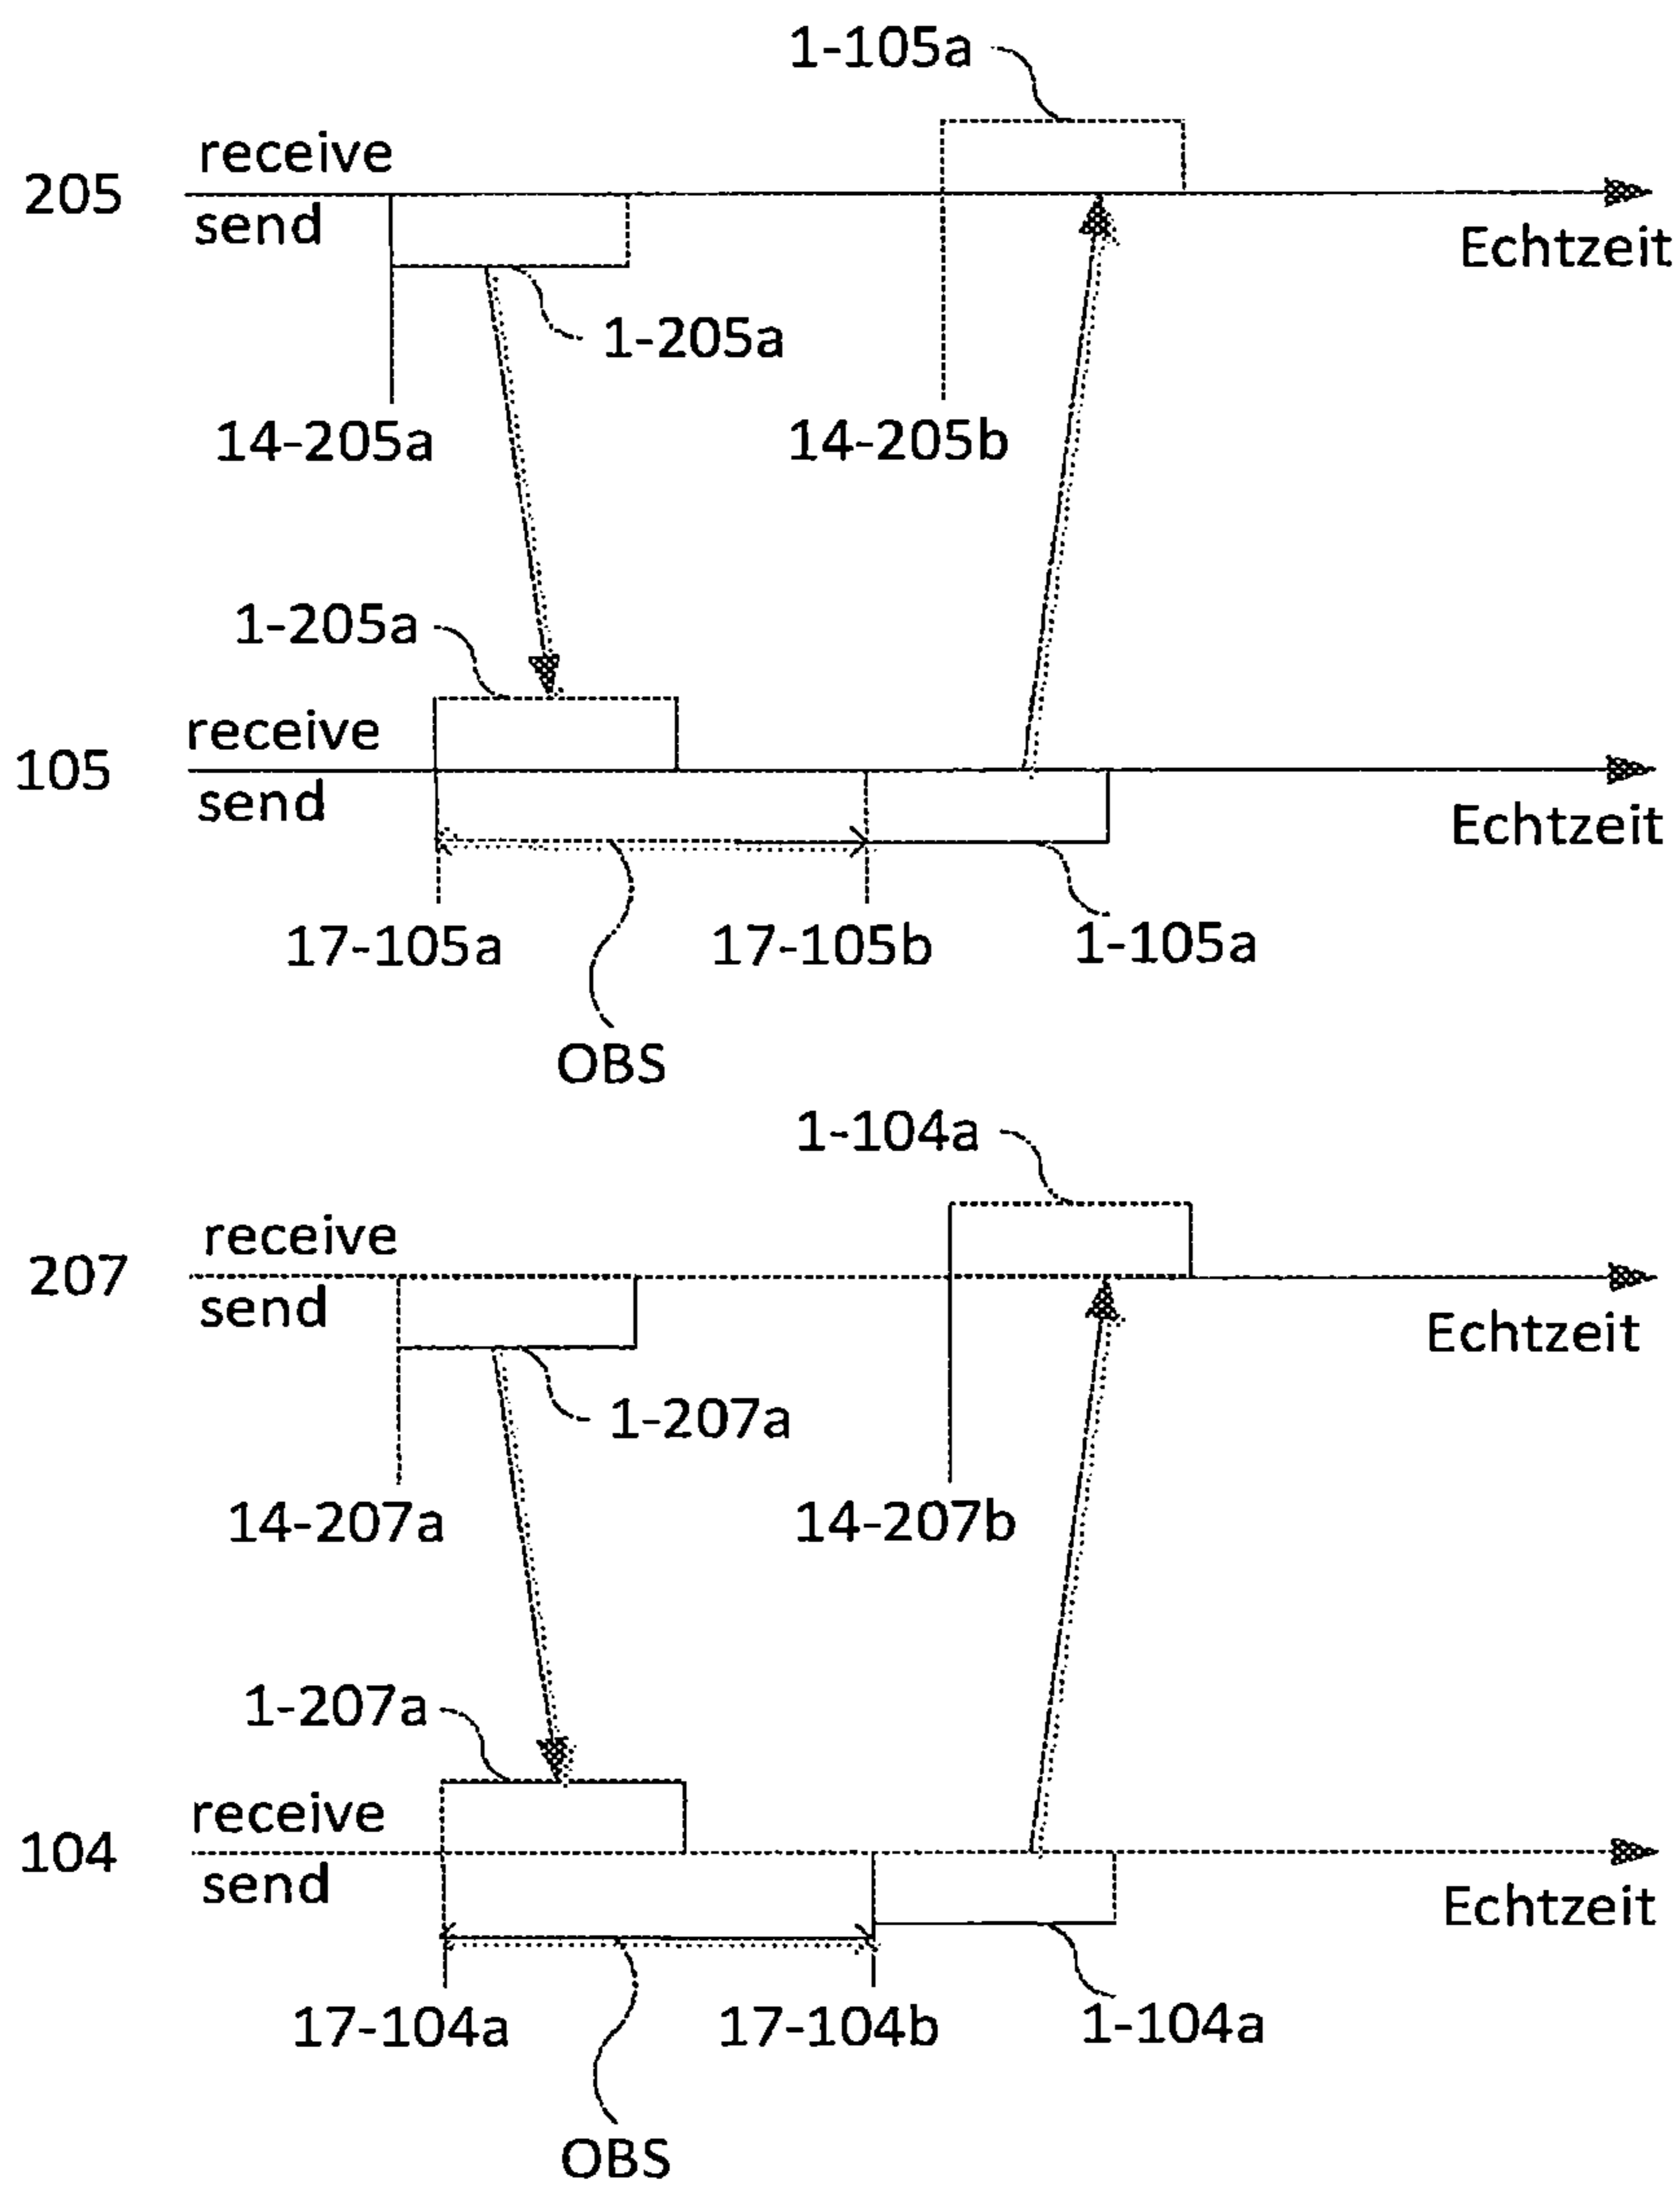 1-105a
receive
205
send
Echtzeit
1-205a
14-205a
14-205b
1-205a
receive
105
send
Echtzeit
17-105a
17-105b
1-105a
OBS
1-104a
receive
207
send
Echtzeit
1-207a
14-207a
14-207b
1-207a
receive
104
send
Echtzeit
17-104a
17-104b
1-104a
OBS